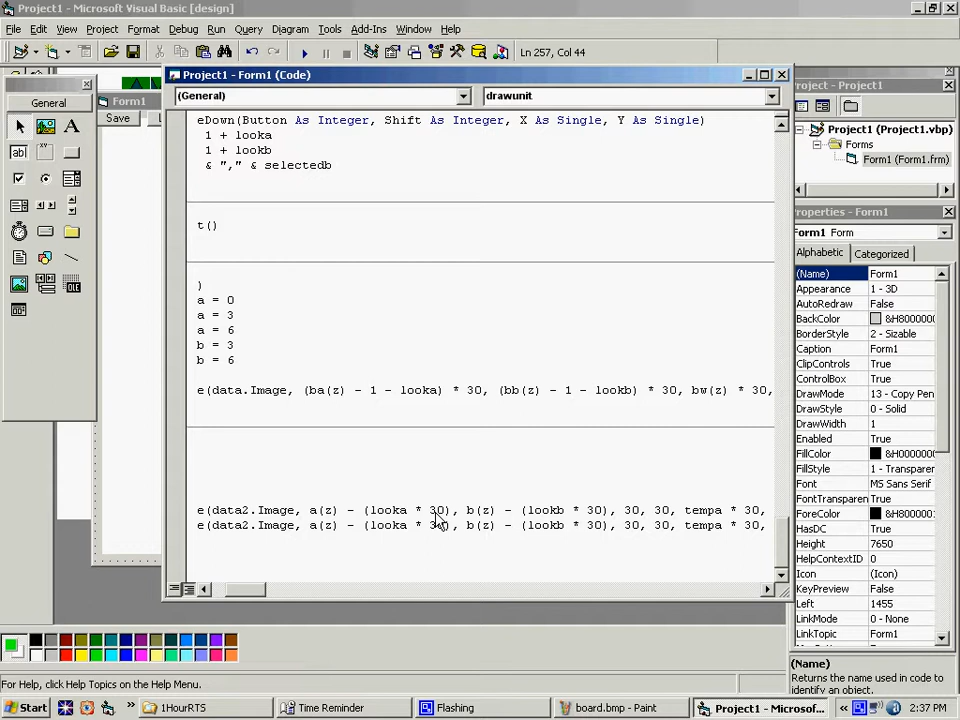 Microsoft Visual Basic [design]
File Edit View Project Format Debug Run Query Diagram Tools Add-Ins Window Help
Ln 257, Col 44
Project1 - Form1 (Code)
(General) drawunit
General
Form1
Save
eDown(Button As Integer, Shift As Integer, X As Single, Y As Single)
1 + looka
1 + lookb
& "," & selectedb
t()
)
a = 0
a = 3
a = 6
b = 3
b = 6
e(data.Image, (ba(z) - 1 - looka) * 30, (bb(z) - 1 - lookb) * 30, bw(z) * 30,
e(data2.Image, a(z) - (looka * 30), b(z) - (lookb * 30), 30, 30, tempa * 30,
e(data2.Image, a(z) - (looka * 30), b(z) - (lookb * 30), 30, 30, tempa * 30,
Project - Project1
Project1 (Project1.vbp)
Forms
Form1 (Form1.frm)
Properties - Form1
Form1 Form
Alphabetic Categorized
(Name) Form1
Appearance 1 - 3D
AutoRedraw False
BackColor &H8000000
BorderStyle 2 - Sizable
Caption Form1
ClipControls True
ControlBox True
DrawMode 13 - Copy Pen
DrawStyle 0 - Solid
DrawWidth 1
Enabled True
FillColor &H0000000
FillStyle 1 - Transparen
Font MS Sans Serif
FontTransparen True
ForeColor &H8000001
HasDC True
Height 7650
HelpContextID 0
Icon (Icon)
KeyPreview False
Left 1455
LinkMode 0 - None
LinkTopic Form1
(Name)
Returns the name used in code to identify an object.
For Help, click Help Topics on the Help Menu.
Start 1HourRTS Time Reminder Flashing board.bmp - Paint Project1 - Microsof... 2:37 PM